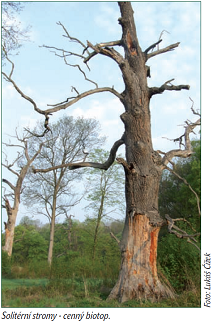 Foto: Lukáš Čížek
Solitérní stromy - cenný biotop.